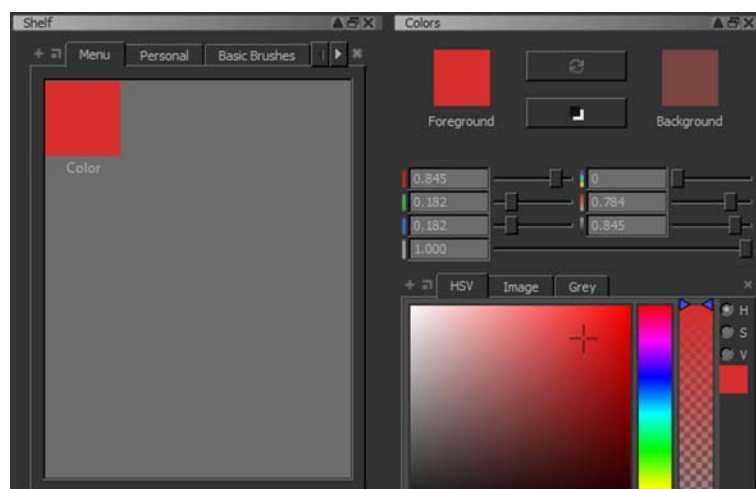 Shelf
Colors
Menu
Personal
Basic Brushes
Color
Foreground
Background
0.845
0
0.182
0.784
0.182
0.845
1.000
HSV
Image
Grey
H
S
V